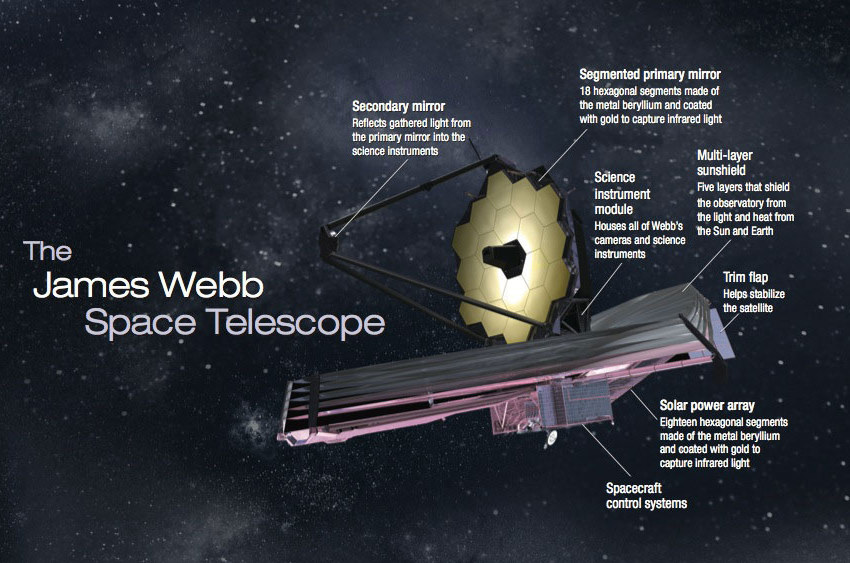 The
James Webb
Space Telescope
Secondary mirror
Reflects gathered light from
the primary mirror into the
science instruments
Segmented primary mirror
18 hexagonal segments made of
the metal beryllium and coated
with gold to capture infrared light
Science
instrument
module
Houses all of Webb's
cameras and science
instruments
Multi-layer
sunshield
Five layers that shield
the observatory from
the light and heat from
the Sun and Earth
Trim flap
Helps stabilize
the satellite
Solar power array
Eighteen hexagonal segments
made of the metal beryllium
and coated with gold to
capture infrared light
Spacecraft
control systems